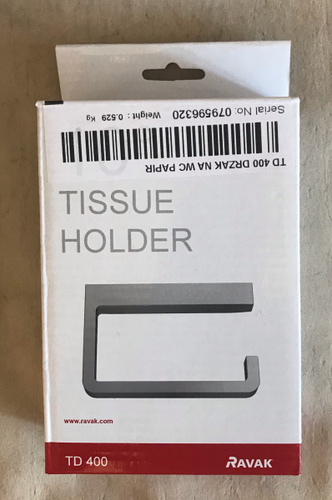 Serial No: 079596320 Weight : 0.529 Kg
TD 400 DRZAK NA WC PAPIR
TISSUE
HOLDER
www.ravak.com
TD 400 RAVAK